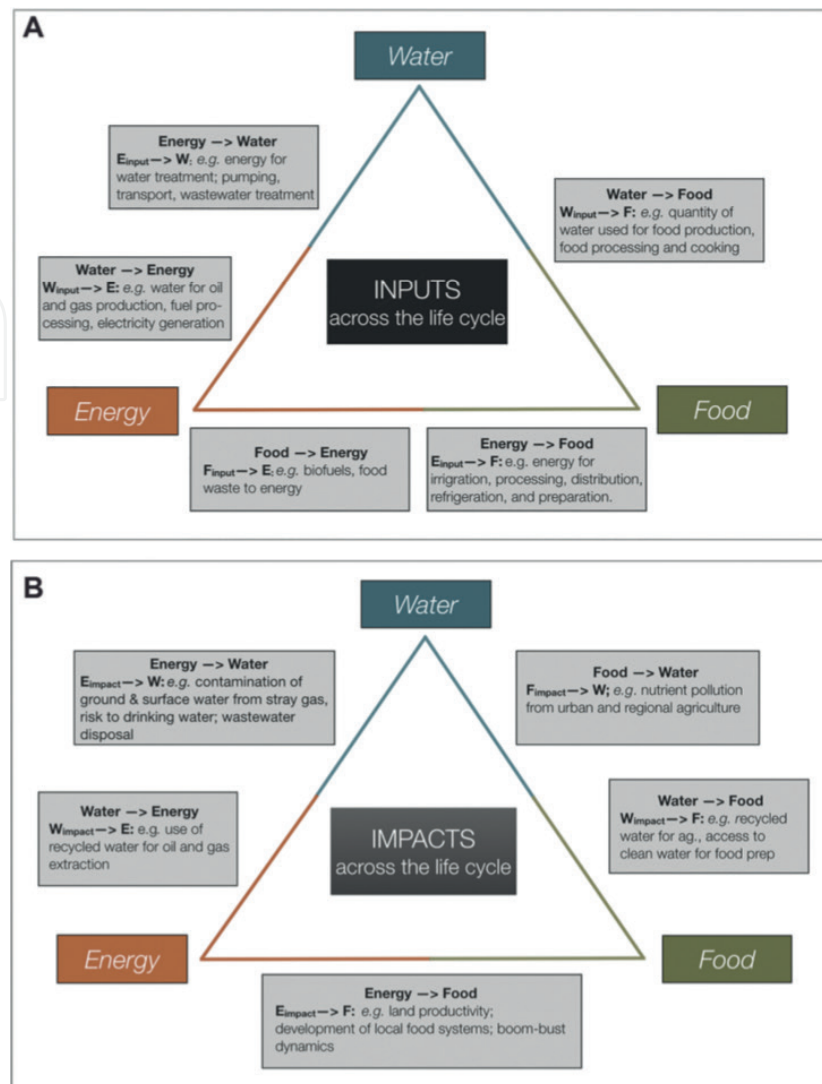 A
Water
Energy —> Water
Einput—> W: e.g. energy for
water treatment; pumping,
transport, wastewater treatment
Water —> Food
Winput—> F: e.g. quantity of
water used for food production,
food processing and cooking
Water —> Energy
Winput—> E: e.g. water for oil
and gas production, fuel pro-
cessing, electricity generation
INPUTS
across the life cycle
Energy
Food
Food —> Energy
Finput—> E: e.g. biofuels, food
waste to energy
Energy —> Food
Einput—> F: e.g. energy for
irrigration, processing, distribution,
refrigeration, and preparation.
B
Water
Energy —> Water
Eimpact—> W: e.g. contamination of
ground & surface water from stray gas,
risk to drinking water; wastewater
disposal
Food —> Water
Fimpact—> W; e.g. nutrient pollution
from urban and regional agriculture
Water —> Energy
Wimpact—> E: e.g. use of
recycled water for oil and gas
extraction
IMPACTS
across the life cycle
Water —> Food
Wimpact—> F: e.g. recycled
water for ag., access to
clean water for food prep
Energy
Food
Energy —> Food
Eimpact—> F: e.g. land productivity;
development of local food systems; boom-bust
dynamics